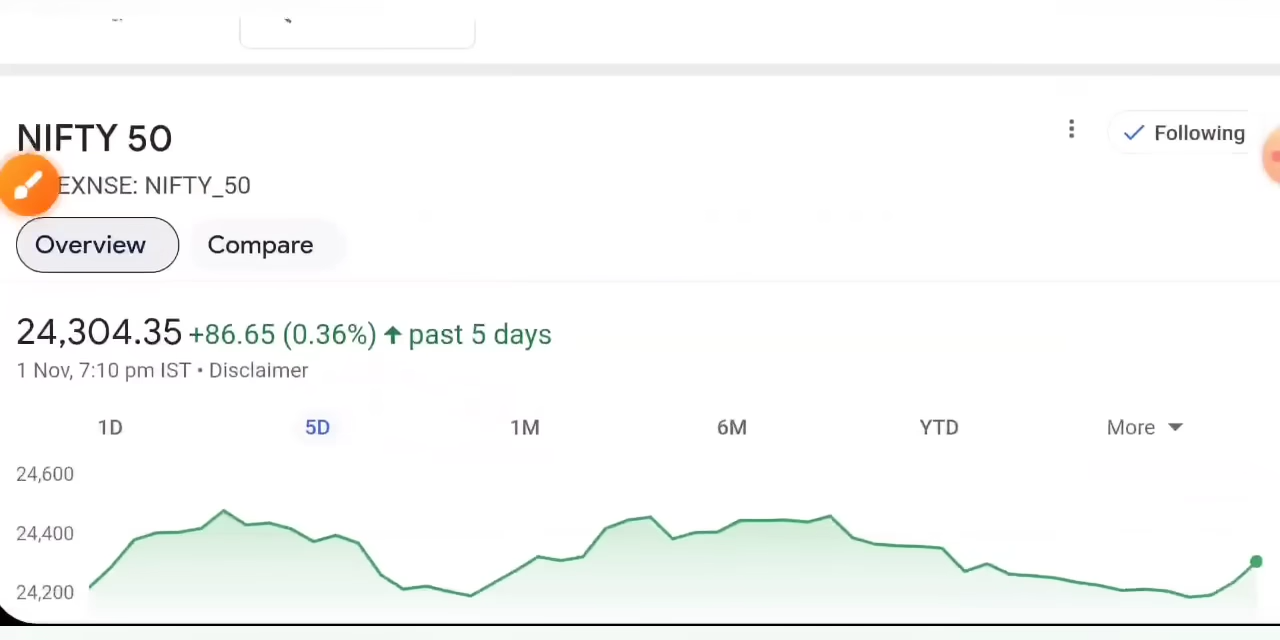 NIFTY 50
Following
EXNSE: NIFTY_50
Overview Compare
24,304.35 +86.65 (0.36%) ↑ past 5 days
1 Nov, 7:10 pm IST • Disclaimer
1D 5D 1M 6M YTD More
24,600
24,400
24,200